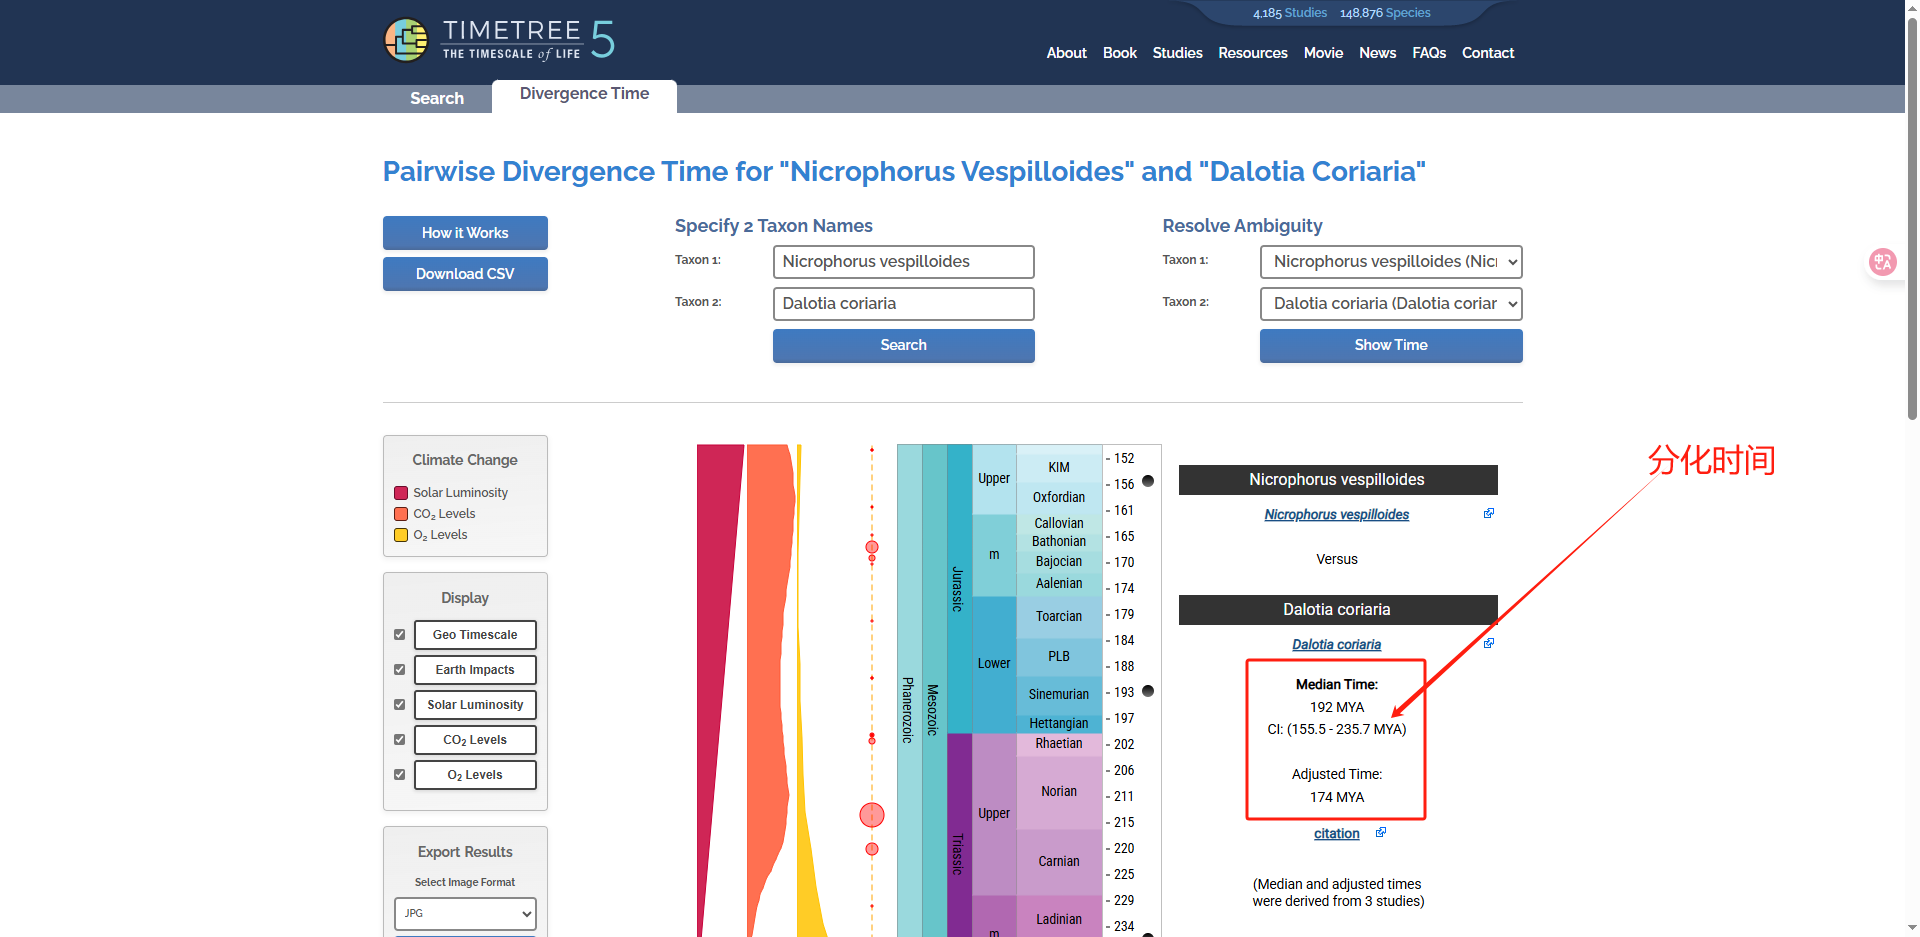 4,185 Studies 148,876 Species
TIMETREE 5
THE TIMESCALE of LIFE
About Book Studies Resources Movie News FAQs Contact
Search Divergence Time
Pairwise Divergence Time for "Nicrophorus Vespilloides" and "Dalotia Coriaria"
How it Works
Download CSV
Specify 2 Taxon Names
Taxon 1: Nicrophorus vespilloides
Taxon 2: Dalotia coriaria
Search
Resolve Ambiguity
Taxon 1: Nicrophorus vespilloides (Nic
Taxon 2: Dalotia coriaria (Dalotia coriar
Show Time
Climate Change
Solar Luminosity
CO₂ Levels
O₂ Levels
Display
Geo Timescale
Earth Impacts
Solar Luminosity
CO₂ Levels
O₂ Levels
Export Results
Select Image Format
JPG
Phanerozoic
Mesozoic
Jurassic
Triassic
Upper
m
Lower
Upper
m
KIM
Oxfordian
Callovian
Bathonian
Bajocian
Aalenian
Toarcian
PLB
Sinemurian
Hettangian
Rhaetian
Norian
Carnian
Ladinian
- 152
- 156
- 161
- 165
- 170
- 174
- 179
- 184
- 188
- 193
- 197
- 202
- 206
- 211
- 215
- 220
- 225
- 229
- 234
Nicrophorus vespilloides
Nicrophorus vespilloides
Versus
Dalotia coriaria
Dalotia coriaria
Median Time:
192 MYA
CI: (155.5 - 235.7 MYA)
Adjusted Time:
174 MYA
citation
(Median and adjusted times
were derived from 3 studies)
分化时间
中
A